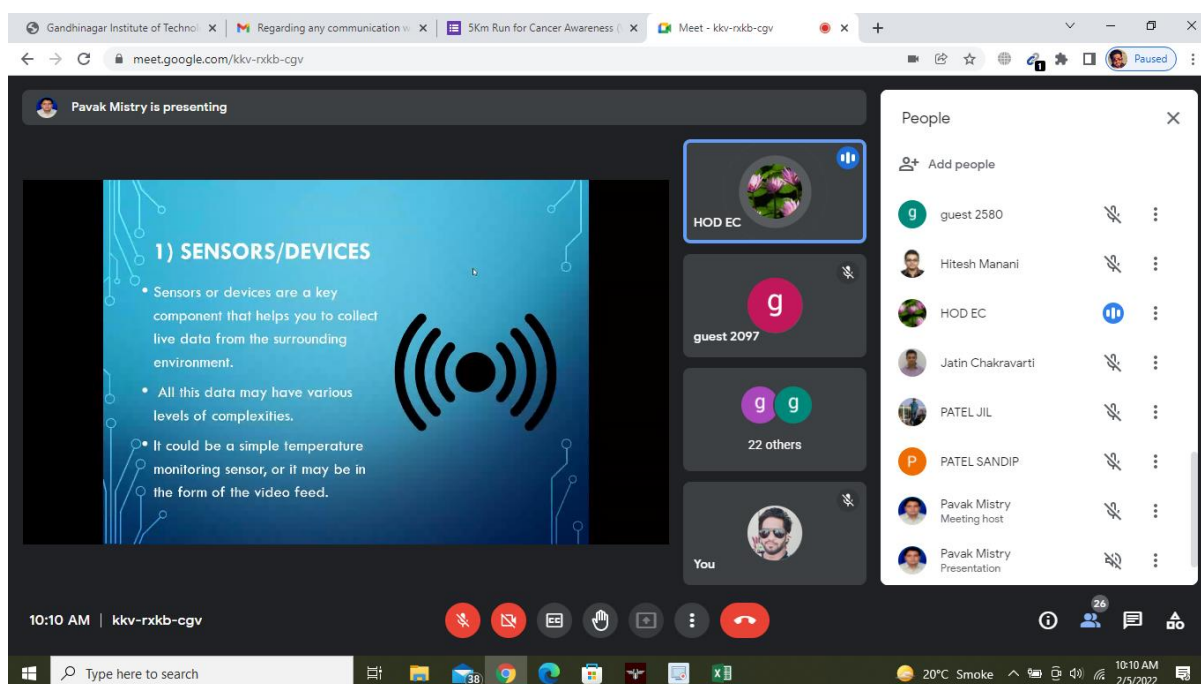 Gandhinagar Institute of Technol
Regarding any communication w
5Km Run for Cancer Awareness (
Meet - kkv-rxkb-cgv
meet.google.com/kkv-rxkb-cgv
1
Paused
Pavak Mistry is presenting
1) SENSORS/DEVICES
• Sensors or devices are a key
component that helps you to collect
live data from the surrounding
environment.
• All this data may have various
levels of complexities.
• It could be a simple temperature
monitoring sensor, or it may be in
the form of the video feed.
HOD EC
g
guest 2097
g g
22 others
You
People
Add people
g guest 2580
Hitesh Manani
HOD EC
Jatin Chakravarti
PATEL JIL
P PATEL SANDIP
Pavak Mistry
Meeting host
Pavak Mistry
Presentation
10:10 AM | kkv-rxkb-cgv
CC
26
Type here to search
38
20°C Smoke
10:10 AM
2/5/2022